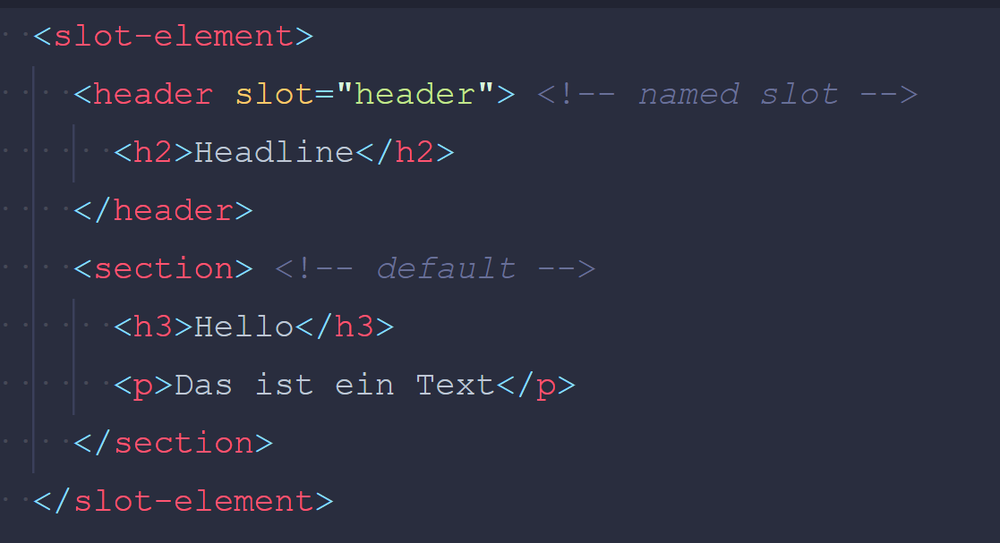 <slot-element>
<header slot="header"> <!-- named slot -->
<h2>Headline</h2>
</header>
<section> <!-- default -->
<h3>Hello</h3>
<p>Das ist ein Text</p>
</section>
</slot-element>